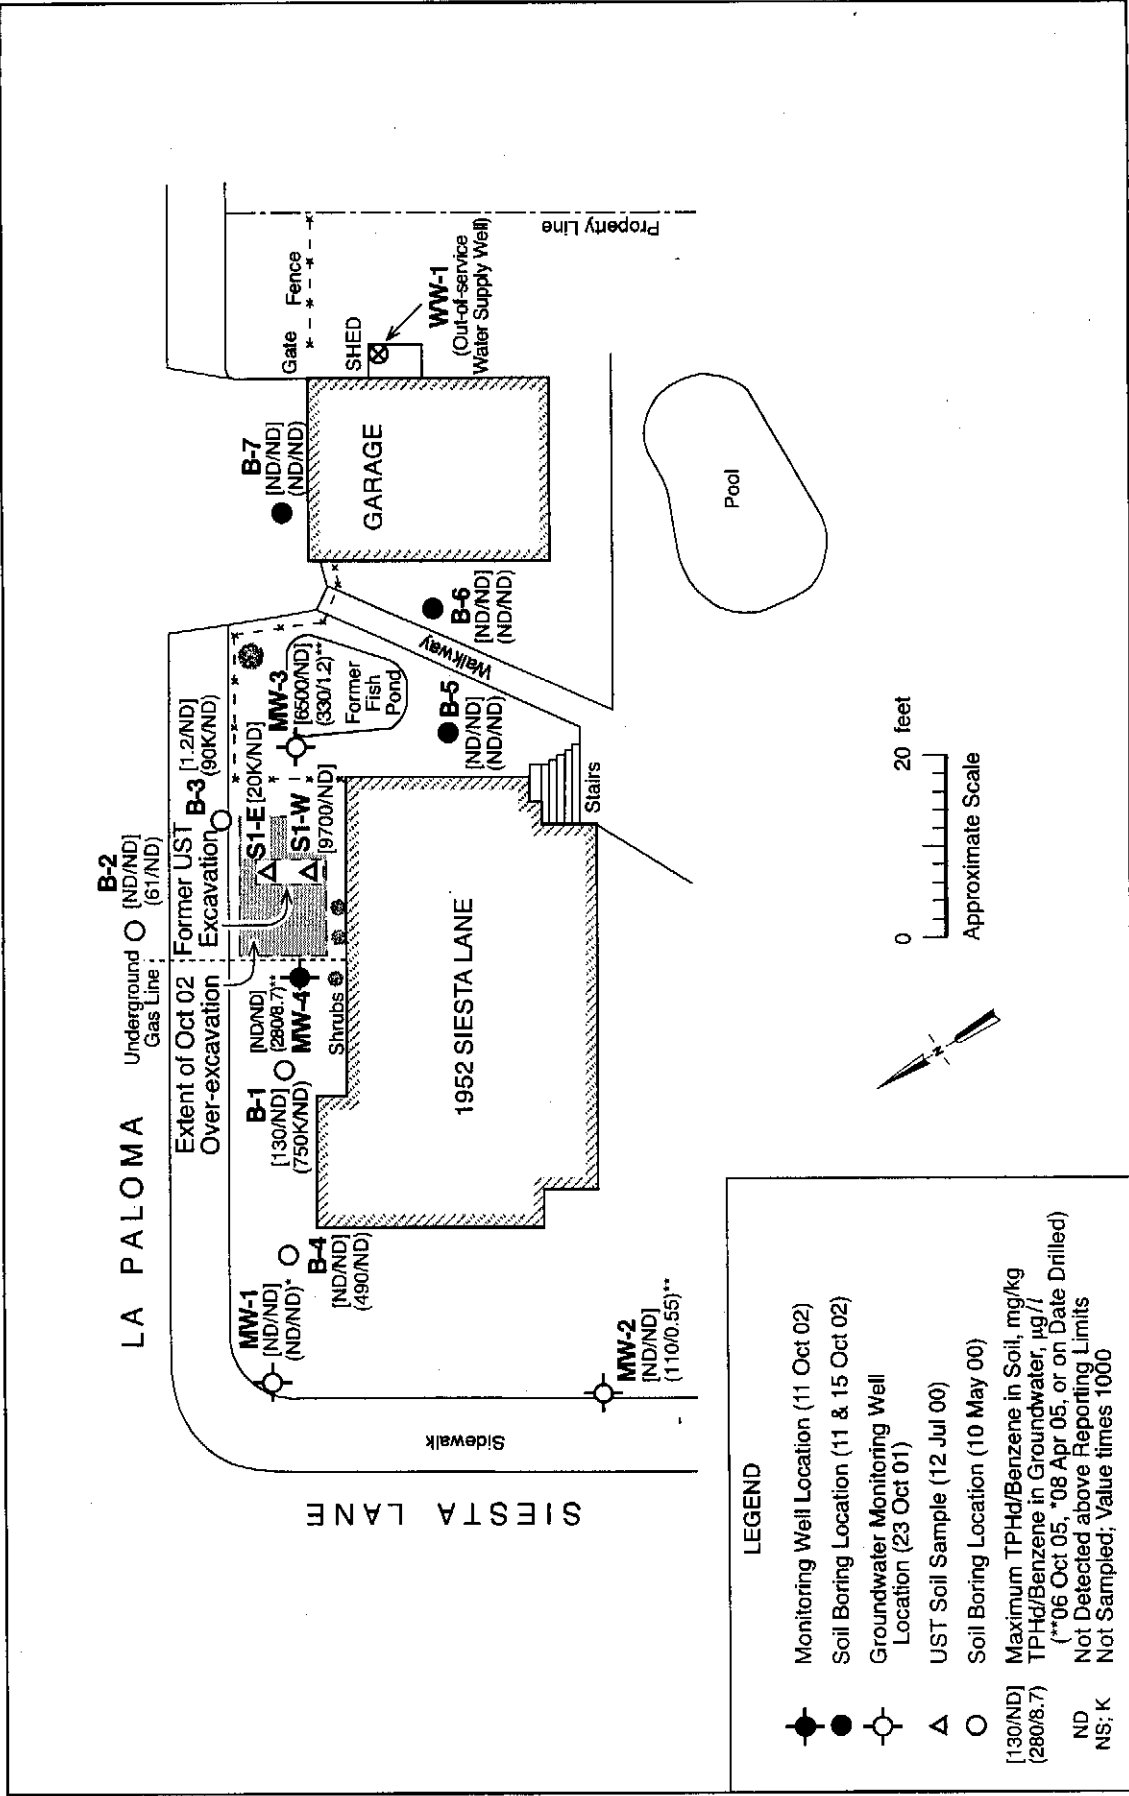 LA PALOMA
SIESTA LANE
Sidewalk
Underground
Gas Line
B-2
[ND/ND]
(61/ND)
Extent of Oct 02
Over-excavation
Former UST
Excavation
B-3
[1.2/ND]
(90K/ND)
S1-E
[20K/ND]
S1-W
[9700/ND]
MW-3
[6500/ND]
(330/1.2)**
Former
Fish
Pond
B-7
[ND/ND]
(ND/ND)
Gate
Fence
SHED
WW-1
(Out-of-service
Water Supply Well)
Property Line
GARAGE
B-6
[ND/ND]
(ND/ND)
Walkway
B-5
[ND/ND]
(ND/ND)
Stairs
Pool
MW-1
[ND/ND]
(ND/ND)*
B-4
[ND/ND]
(490/ND)
B-1
[130/ND]
(750K/ND)
[ND/ND]
(280/8.7)**
MW-4
Shrubs
1952 SIESTA LANE
MW-2
[ND/ND]
(110/0.55)**
N
0
20 feet
Approximate Scale
LEGEND
Monitoring Well Location (11 Oct 02)
Soil Boring Location (11 & 15 Oct 02)
Groundwater Monitoring Well
Location (23 Oct 01)
UST Soil Sample (12 Jul 00)
Soil Boring Location (10 May 00)
[130/ND] Maximum TPHd/Benzene in Soil, mg/kg
(280/8.7) TPHd/Benzene in Groundwater, µg/l
(**06 Oct 05, *08 Apr 05, or on Date Drilled)
ND Not Detected above Reporting Limits
NS; K Not Sampled; Value times 1000